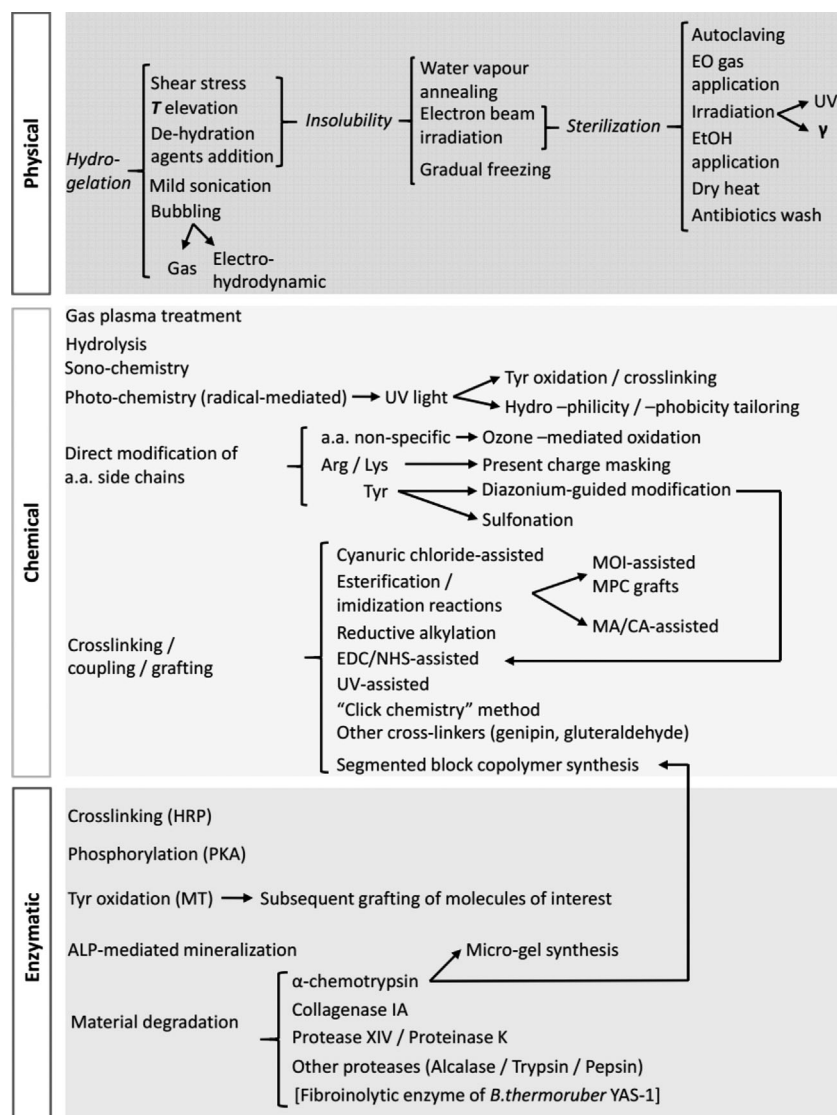 Physical
Hydro-
gelation
Shear stress
T elevation
De-hydration
agents addition
Mild sonication
Bubbling
Gas
Electro-
hydrodynamic
Insolubility
Water vapour
annealing
Electron beam
irradiation
Gradual freezing
Sterilization
Autoclaving
EO gas
application
Irradiation
UV
γ
EtOH
application
Dry heat
Antibiotics wash
Chemical
Gas plasma treatment
Hydrolysis
Sono-chemistry
Photo-chemistry (radical-mediated)
UV light
Tyr oxidation / crosslinking
Hydro –philicity / –phobicity tailoring
Direct modification of
a.a. side chains
a.a. non-specific
Ozone –mediated oxidation
Arg / Lys
Present charge masking
Tyr
Diazonium-guided modification
Sulfonation
Crosslinking /
coupling / grafting
Cyanuric chloride-assisted
Esterification /
imidization reactions
MOI-assisted
MPC grafts
MA/CA-assisted
Reductive alkylation
EDC/NHS-assisted
UV-assisted
“Click chemistry” method
Other cross-linkers (genipin, gluteraldehyde)
Segmented block copolymer synthesis
Enzymatic
Crosslinking (HRP)
Phosphorylation (PKA)
Tyr oxidation (MT)
Subsequent grafting of molecules of interest
ALP-mediated mineralization
Micro-gel synthesis
Material degradation
α-chemotrypsin
Collagenase IA
Protease XIV / Proteinase K
Other proteases (Alcalase / Trypsin / Pepsin)
[Fibroinolytic enzyme of B.thermoruber YAS-1]